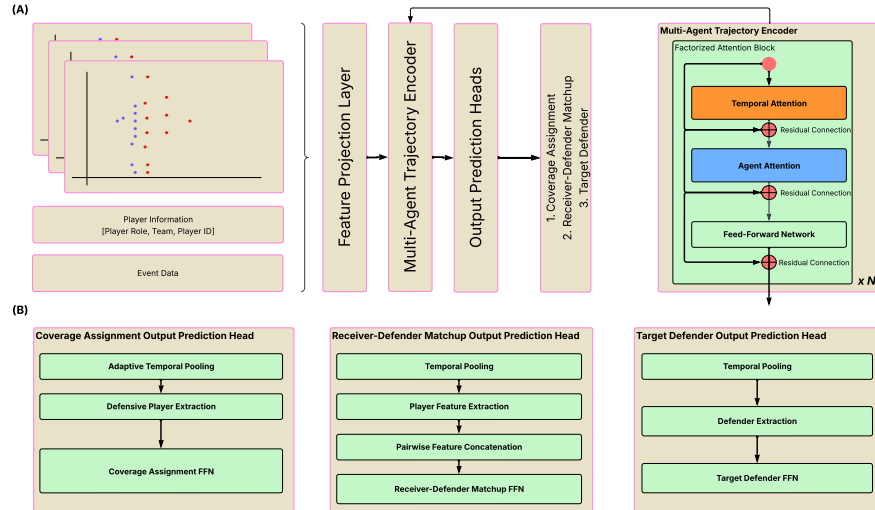 (A)
Player Information
[Player Role, Team, Player ID]
Event Data
Feature Projection Layer
Multi-Agent Trajectory Encoder
Output Prediction Heads
1. Coverage Assignment
2. Receiver-Defender Matchup
3. Target Defender
Multi-Agent Trajectory Encoder
Factorized Attention Block
Temporal Attention
Residual Connection
Agent Attention
Residual Connection
Feed-Forward Network
Residual Connection
x N
(B)
Coverage Assignment Output Prediction Head
Adaptive Temporal Pooling
Defensive Player Extraction
Coverage Assignment FFN
Receiver-Defender Matchup Output Prediction Head
Temporal Pooling
Player Feature Extraction
Pairwise Feature Concatenation
Receiver-Defender Matchup FFN
Target Defender Output Prediction Head
Temporal Pooling
Defender Extraction
Target Defender FFN